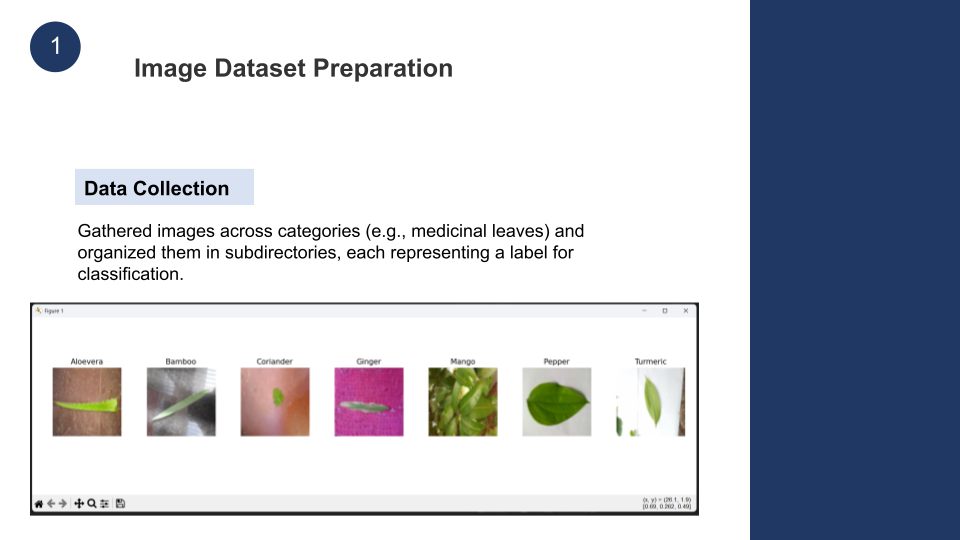 1
Image Dataset Preparation
Data Collection
Gathered images across categories (e.g., medicinal leaves) and
organized them in subdirectories, each representing a label for
classification.
Figure 1
Aloevera Bamboo Coriander Ginger Mango Pepper Turmeric
(x, y) = (26.1, 1.9)
[0.69, 0.262, 0.49]